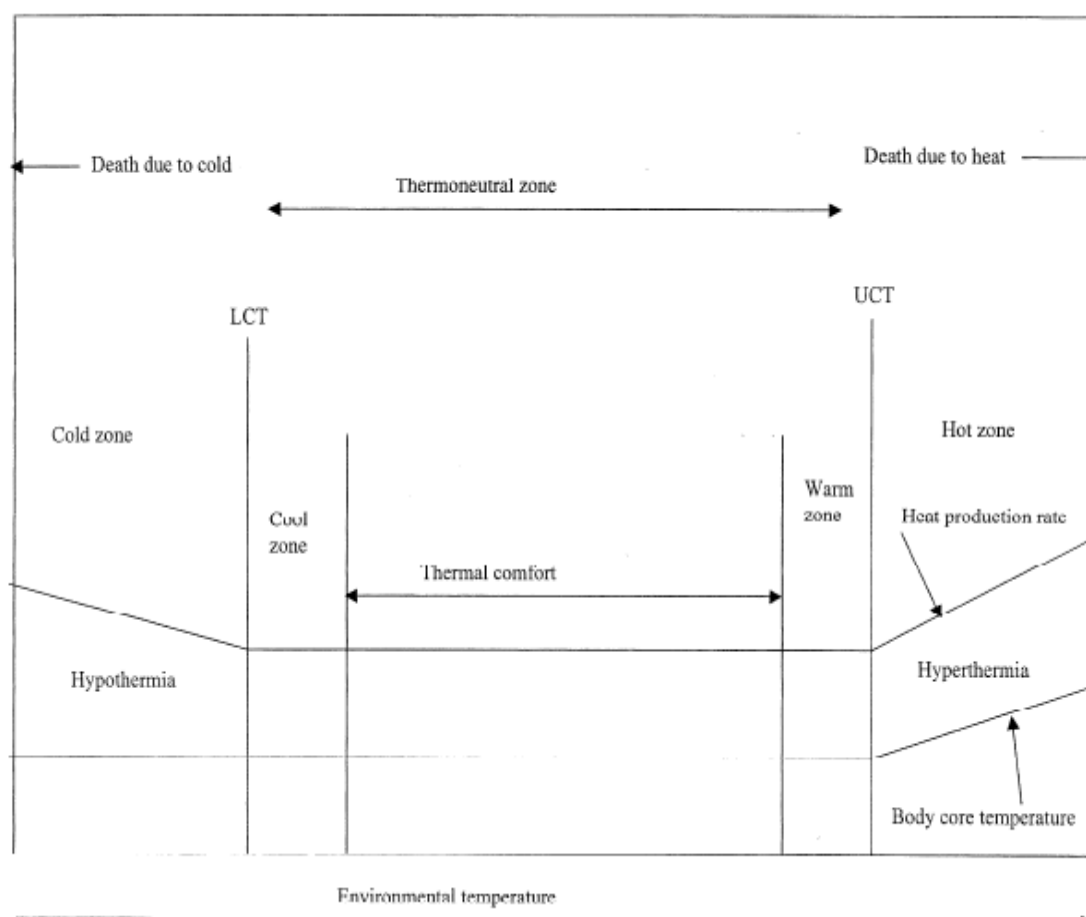 Death due to cold
Death due to heat
Thermoneutral zone
UCT
LCT
Cold zone
Hot zone
Warm
zone
Cool
zone
Heat production rate
Thermal comfort
Hypothermia
Hyperthermia
Body core temperature
Environmental temperature